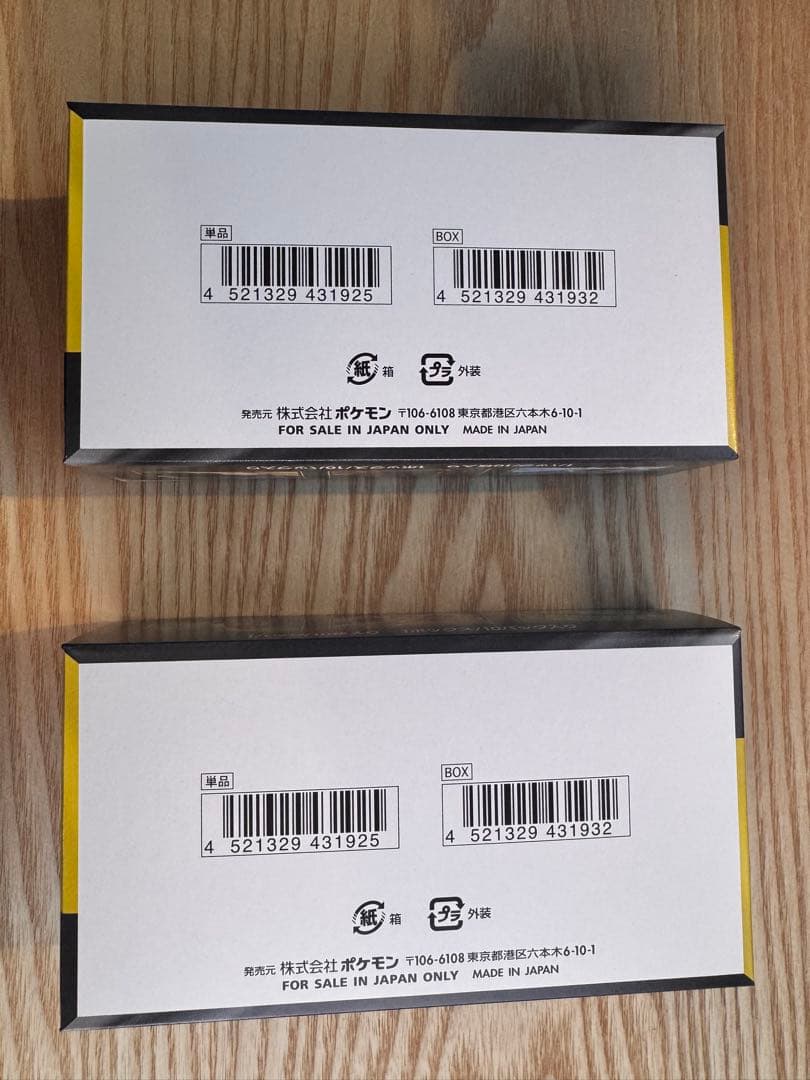 単品
BOX
4 521329 431925
4 521329 431932
紙 箱
プラ 外装
発売元 株式会社ポケモン 〒106-6108 東京都港区六本木6-10-1
FOR SALE IN JAPAN ONLY MADE IN JAPAN
単品
BOX
4 521329 431925
4 521329 431932
紙 箱
プラ 外装
発売元 株式会社ポケモン 〒106-6108 東京都港区六本木6-10-1
FOR SALE IN JAPAN ONLY MADE IN JAPAN